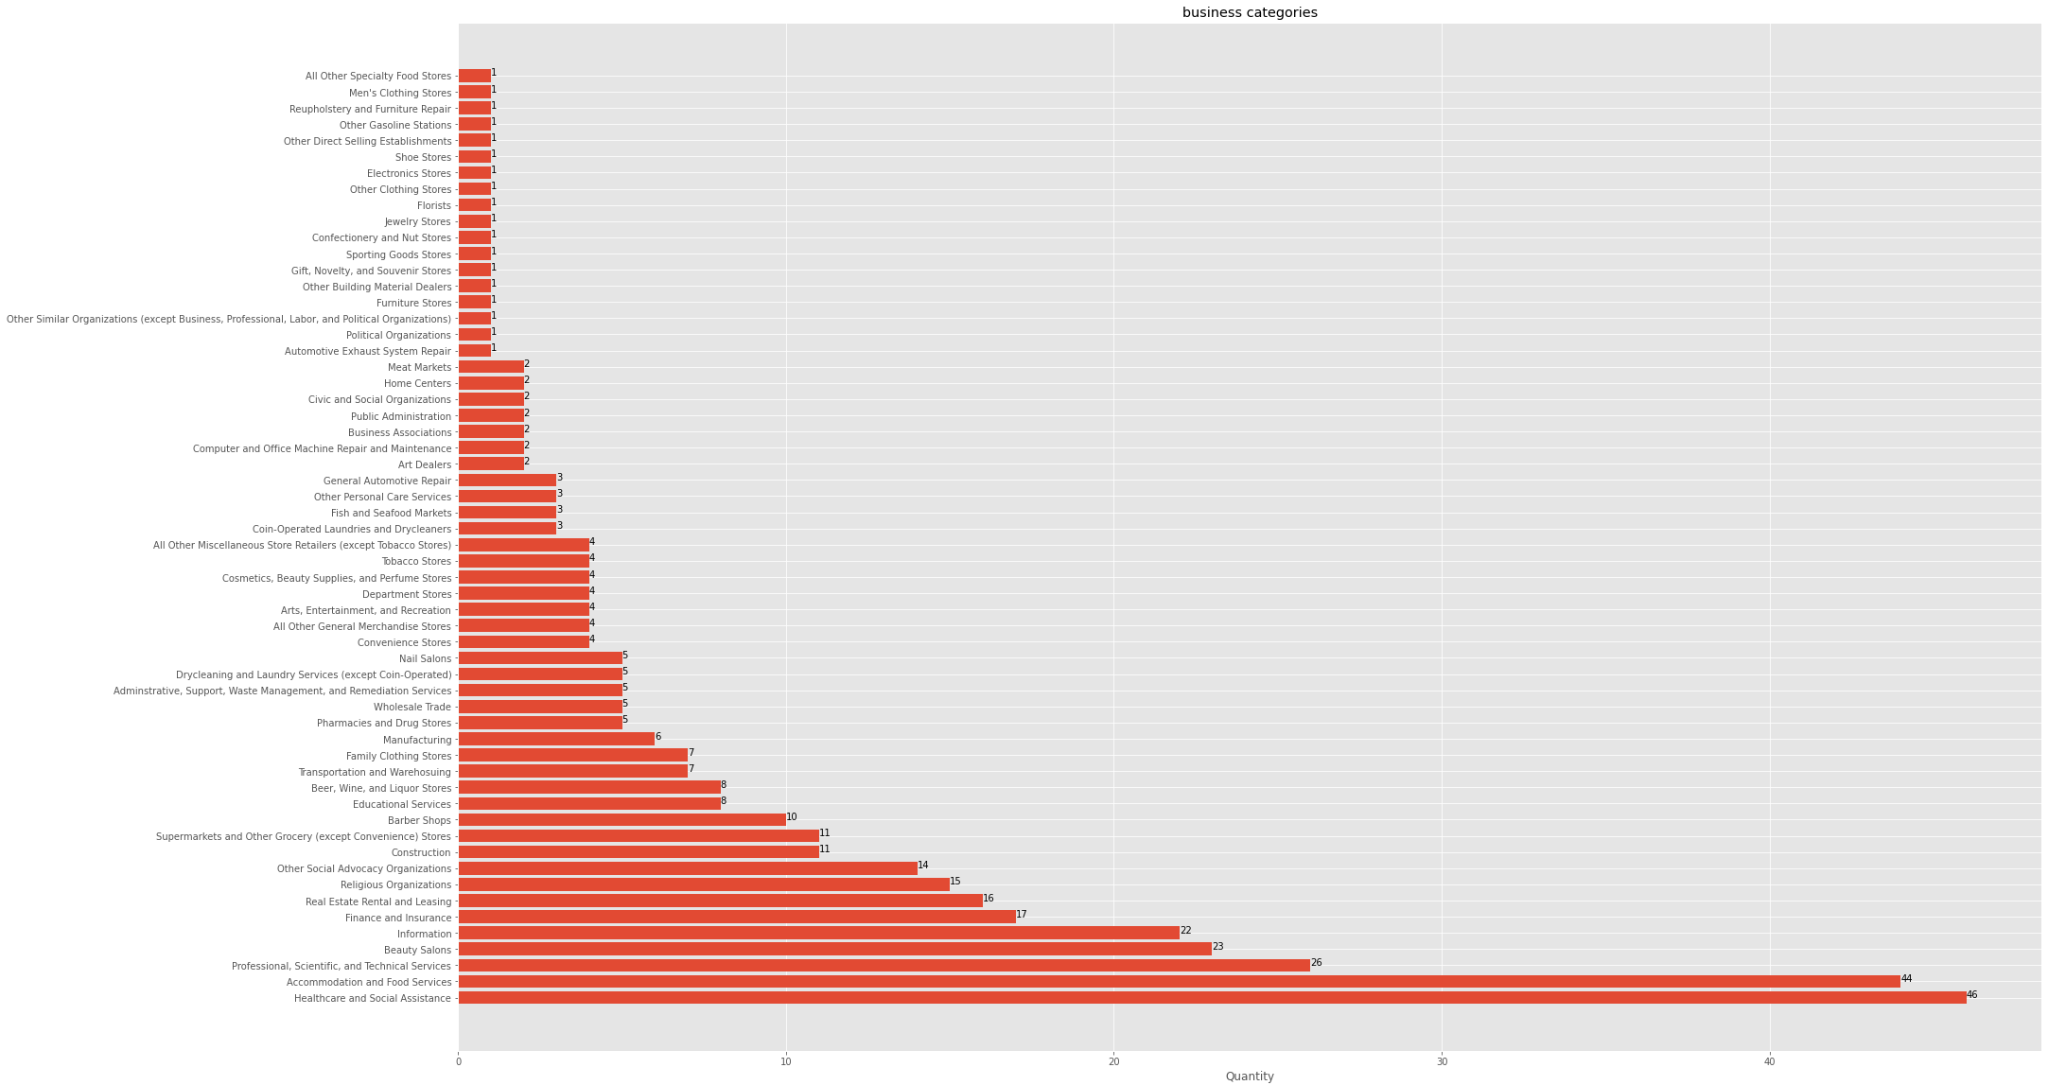 business categories
All Other Specialty Food Stores 1
Men's Clothing Stores 1
Reupholstery and Furniture Repair 1
Other Gasoline Stations 1
Other Direct Selling Establishments 1
Shoe Stores 1
Electronics Stores 1
Other Clothing Stores 1
Florists 1
Jewelry Stores 1
Confectionery and Nut Stores 1
Sporting Goods Stores 1
Gift, Novelty, and Souvenir Stores 1
Other Building Material Dealers 1
Furniture Stores 1
Other Similar Organizations (except Business, Professional, Labor, and Political Organizations) 1
Political Organizations 1
Automotive Exhaust System Repair 1
Meat Markets 2
Home Centers 2
Civic and Social Organizations 2
Public Administration 2
Business Associations 2
Computer and Office Machine Repair and Maintenance 2
Art Dealers 2
General Automotive Repair 3
Other Personal Care Services 3
Fish and Seafood Markets 3
Coin-Operated Laundries and Drycleaners 3
All Other Miscellaneous Store Retailers (except Tobacco Stores) 4
Tobacco Stores 4
Cosmetics, Beauty Supplies, and Perfume Stores 4
Department Stores 4
Arts, Entertainment, and Recreation 4
All Other General Merchandise Stores 4
Convenience Stores 4
Nail Salons 5
Drycleaning and Laundry Services (except Coin-Operated) 5
Adminstrative, Support, Waste Management, and Remediation Services 5
Wholesale Trade 5
Pharmacies and Drug Stores 5
Manufacturing 6
Family Clothing Stores 7
Transportation and Warehosuing 7
Beer, Wine, and Liquor Stores 8
Educational Services 8
Barber Shops 10
Supermarkets and Other Grocery (except Convenience) Stores 11
Construction 11
Other Social Advocacy Organizations 14
Religious Organizations 15
Real Estate Rental and Leasing 16
Finance and Insurance 17
Information 22
Beauty Salons 23
Professional, Scientific, and Technical Services 26
Accommodation and Food Services 44
Healthcare and Social Assistance 46
0 10 20 30 40
Quantity